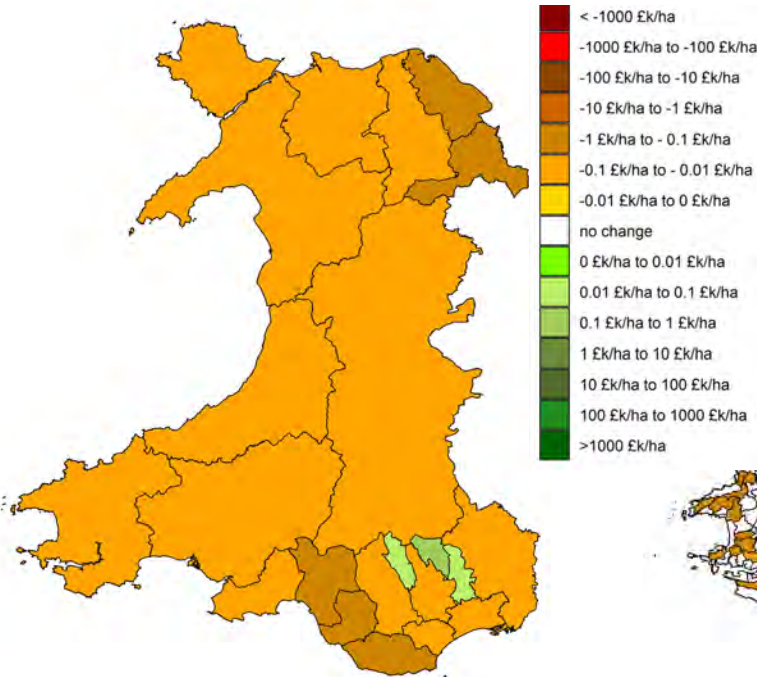 < -1000 £k/ha
-1000 £k/ha to -100 £k/ha
-100 £k/ha to -10 £k/ha
-10 £k/ha to -1 £k/ha
-1 £k/ha to - 0.1 £k/ha
-0.1 £k/ha to - 0.01 £k/ha
-0.01 £k/ha to 0 £k/ha
no change
0 £k/ha to 0.01 £k/ha
0.01 £k/ha to 0.1 £k/ha
0.1 £k/ha to 1 £k/ha
1 £k/ha to 10 £k/ha
10 £k/ha to 100 £k/ha
100 £k/ha to 1000 £k/ha
>1000 £k/ha